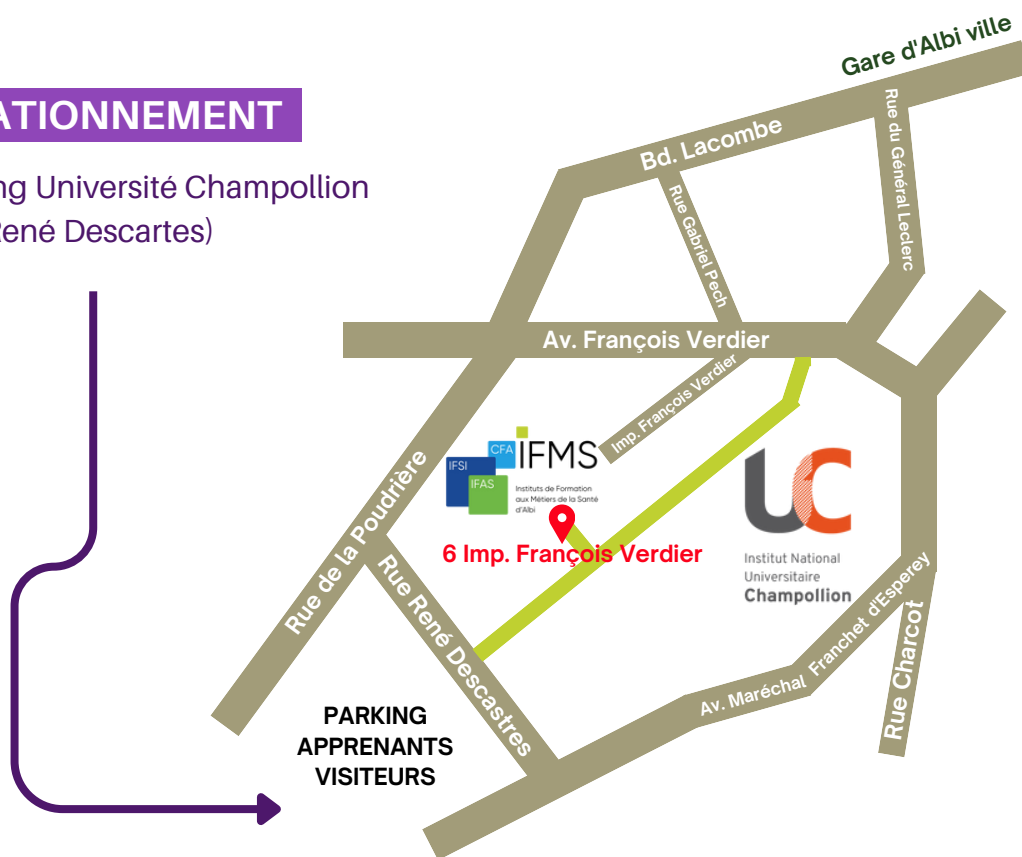 Gare d'Albi ville
ATIONNEMENT
ng Université Champollion
René Descartes)
Bd. Lacombe
Rue du Général Leclerc
Rue Gabriel Pech
Av. François Verdier
Imp. François Verdier
CFA
IFSI
IFAS
IFMS
Instituts de Formation
aux Métiers de la Santé
d'Albi
6 Imp. François Verdier
UC
Institut National
Universitaire
Champollion
Rue de la Poudrière
Rue René Descastres
Av. Maréchal Franchet d'Esperey
Rue Charcot
PARKING
APPRENANTS
VISITEURS